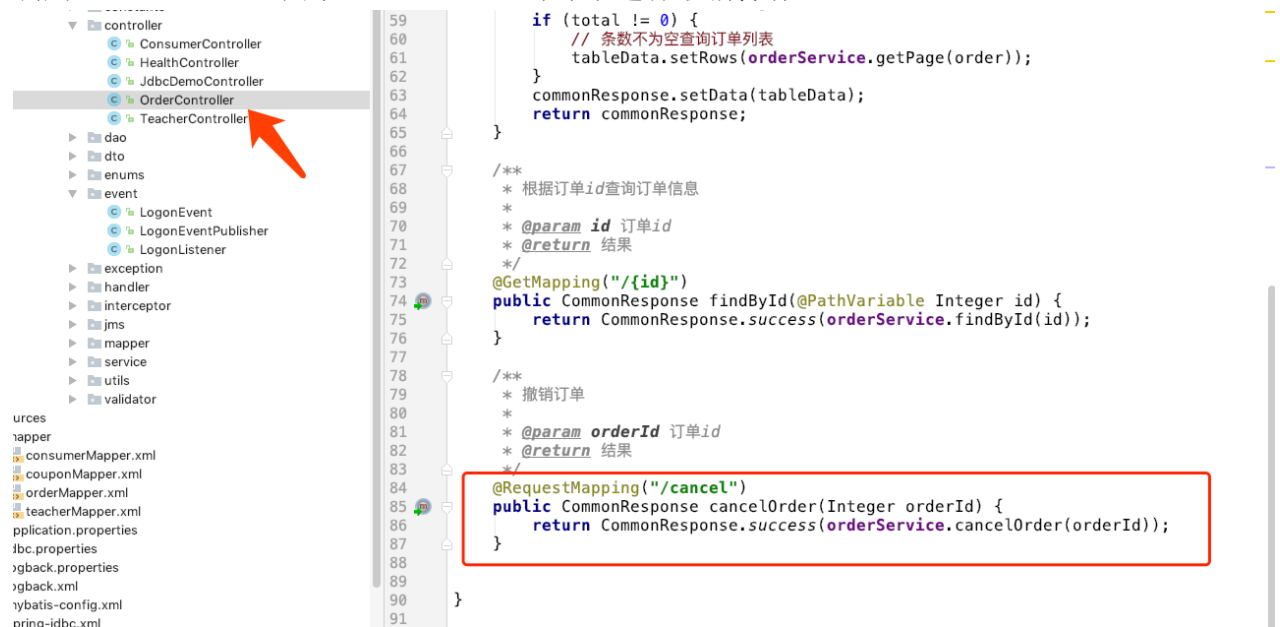 controller
ConsumerController
HealthController
JdbcDemoController
OrderController
TeacherController
dao
dto
enums
event
LogonEvent
LogonEventPublisher
LogonListener
exception
handler
interceptor
jms
mapper
service
utils
validator
urces
napper
consumerMapper.xml
couponMapper.xml
orderMapper.xml
teacherMapper.xml
pplication.properties
dbc.properties
ogback.properties
ogback.xml
nybatis-config.xml
pring-jdbc.xml
59 if (total != 0) {
60 // 条数不为空查询订单列表
61 tableData.setRows(orderService.getPage(order));
62 }
63 commonResponse.setData(tableData);
64 return commonResponse;
65 }
66
67 /**
68 * 根据订单id查询订单信息
69 *
70 * @param id 订单id
71 * @return 结果
72 */
73 @GetMapping("/{id}")
74 public CommonResponse findById(@PathVariable Integer id) {
75 return CommonResponse.success(orderService.findById(id));
76 }
77
78 /**
79 * 撤销订单
80 *
81 * @param orderId 订单id
82 * @return 结果
83 */
84 @RequestMapping("/cancel")
85 public CommonResponse cancelOrder(Integer orderId) {
86 return CommonResponse.success(orderService.cancelOrder(orderId));
87 }
88
89
90 }
91